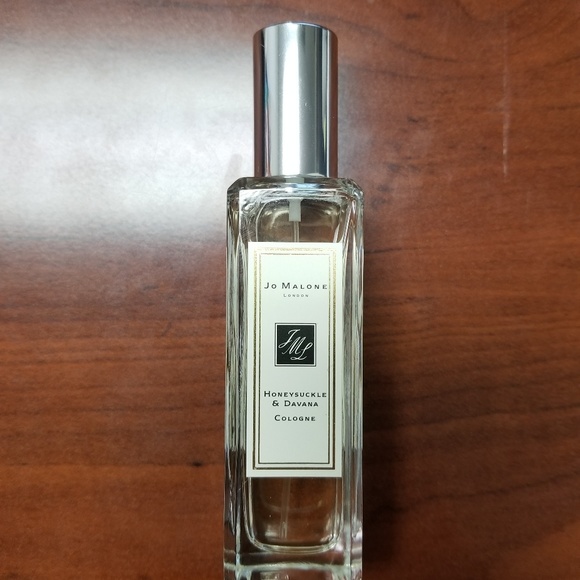 Jo Malone
London
JML
Honeysuckle
& Davana
Cologne